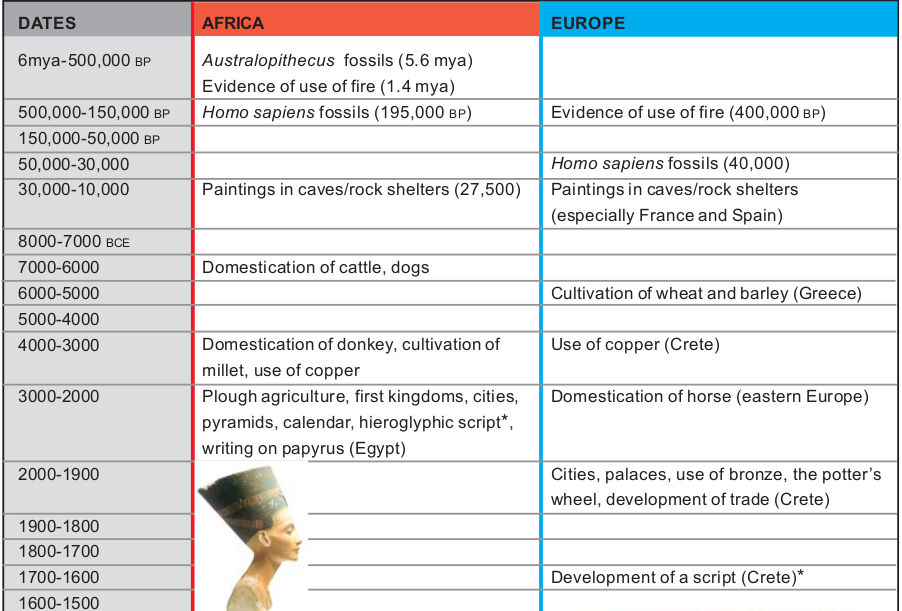 DATES AFRICA EUROPE
6mya-500,000 BP Australopithecus fossils (5.6 mya)
Evidence of use of fire (1.4 mya)
500,000-150,000 BP Homo sapiens fossils (195,000 BP) Evidence of use of fire (400,000 BP)
150,000-50,000 BP
50,000-30,000 Homo sapiens fossils (40,000)
30,000-10,000 Paintings in caves/rock shelters (27,500) Paintings in caves/rock shelters
(especially France and Spain)
8000-7000 BCE
7000-6000 Domestication of cattle, dogs
6000-5000 Cultivation of wheat and barley (Greece)
5000-4000
4000-3000 Domestication of donkey, cultivation of Use of copper (Crete)
millet, use of copper
3000-2000 Plough agriculture, first kingdoms, cities, Domestication of horse (eastern Europe)
pyramids, calendar, hieroglyphic script*,
writing on papyrus (Egypt)
2000-1900 Cities, palaces, use of bronze, the potter's
wheel, development of trade (Crete)
1900-1800
1800-1700
1700-1600 Development of a script (Crete)*
1600-1500